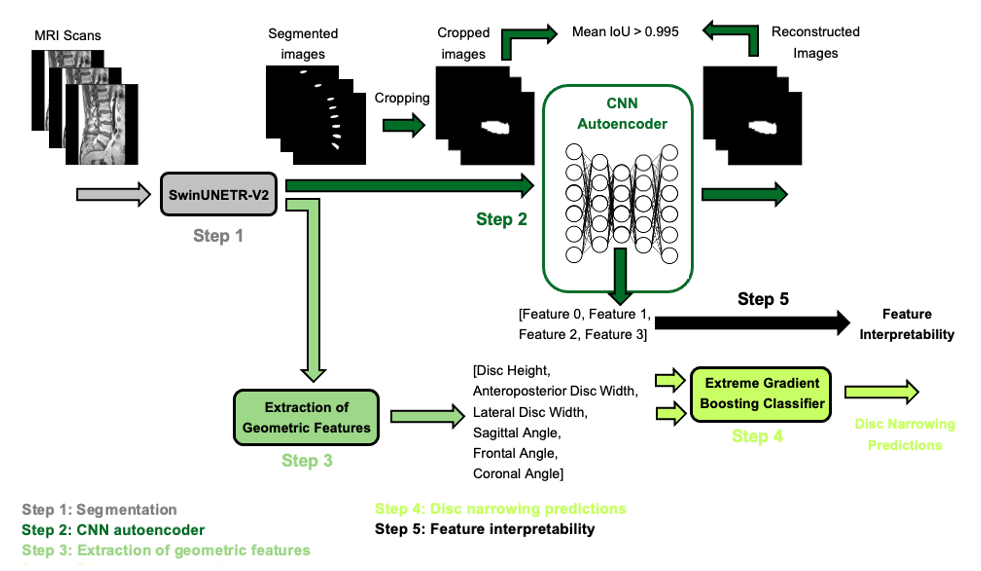 MRI Scans
Segmented
images
Cropped
images
Mean IoU > 0.995
Reconstructed
Images
Cropping
CNN
Autoencoder
SwinUNETR-V2
Step 1
Step 2
[Feature 0, Feature 1,
Feature 2, Feature 3]
Step 5
Feature
Interpretability
Extraction of
Geometric Features
Step 3
[Disc Height,
Anteroposterior Disc Width,
Lateral Disc Width,
Sagittal Angle,
Frontal Angle,
Coronal Angle]
Extreme Gradient
Boosting Classifier
Step 4
Disc Narrowing
Predictions
Step 1: Segmentation
Step 2: CNN autoencoder
Step 3: Extraction of geometric features
Step 4: Disc narrowing predictions
Step 5: Feature interpretability